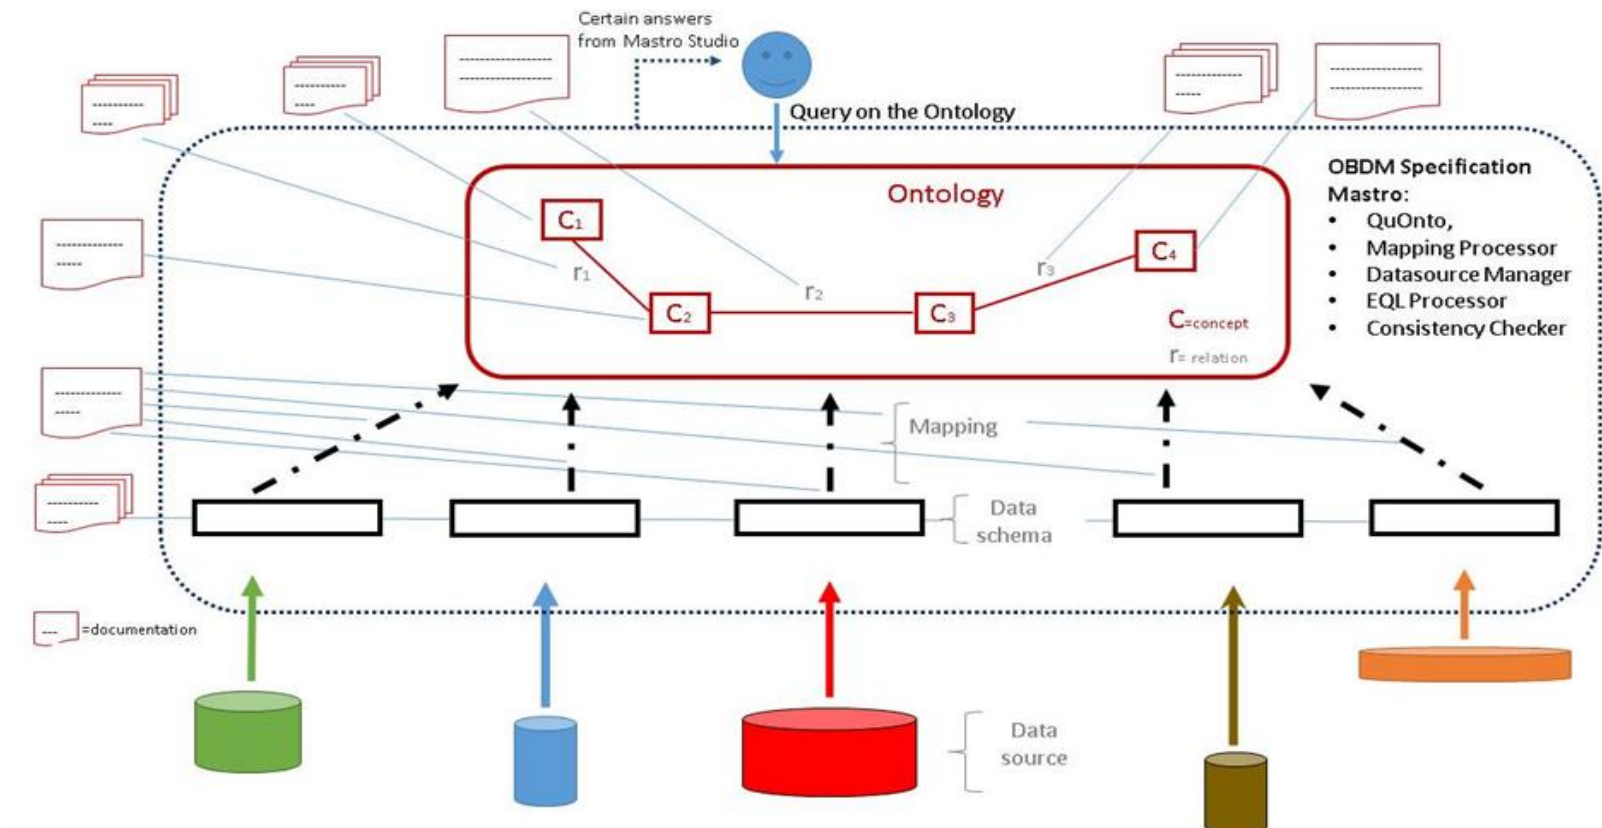 Certain answers
from Mastro Studio
Query on the Ontology
Ontology
OBDM Specification
Mastro:
• QuOnto,
• Mapping Processor
• Datasource Manager
• EQL Processor
• Consistency Checker
C1
r1
C2
r2
C3
r3
C4
C=concept
r= relation
Mapping
Data
schema
=documentation
Data
source